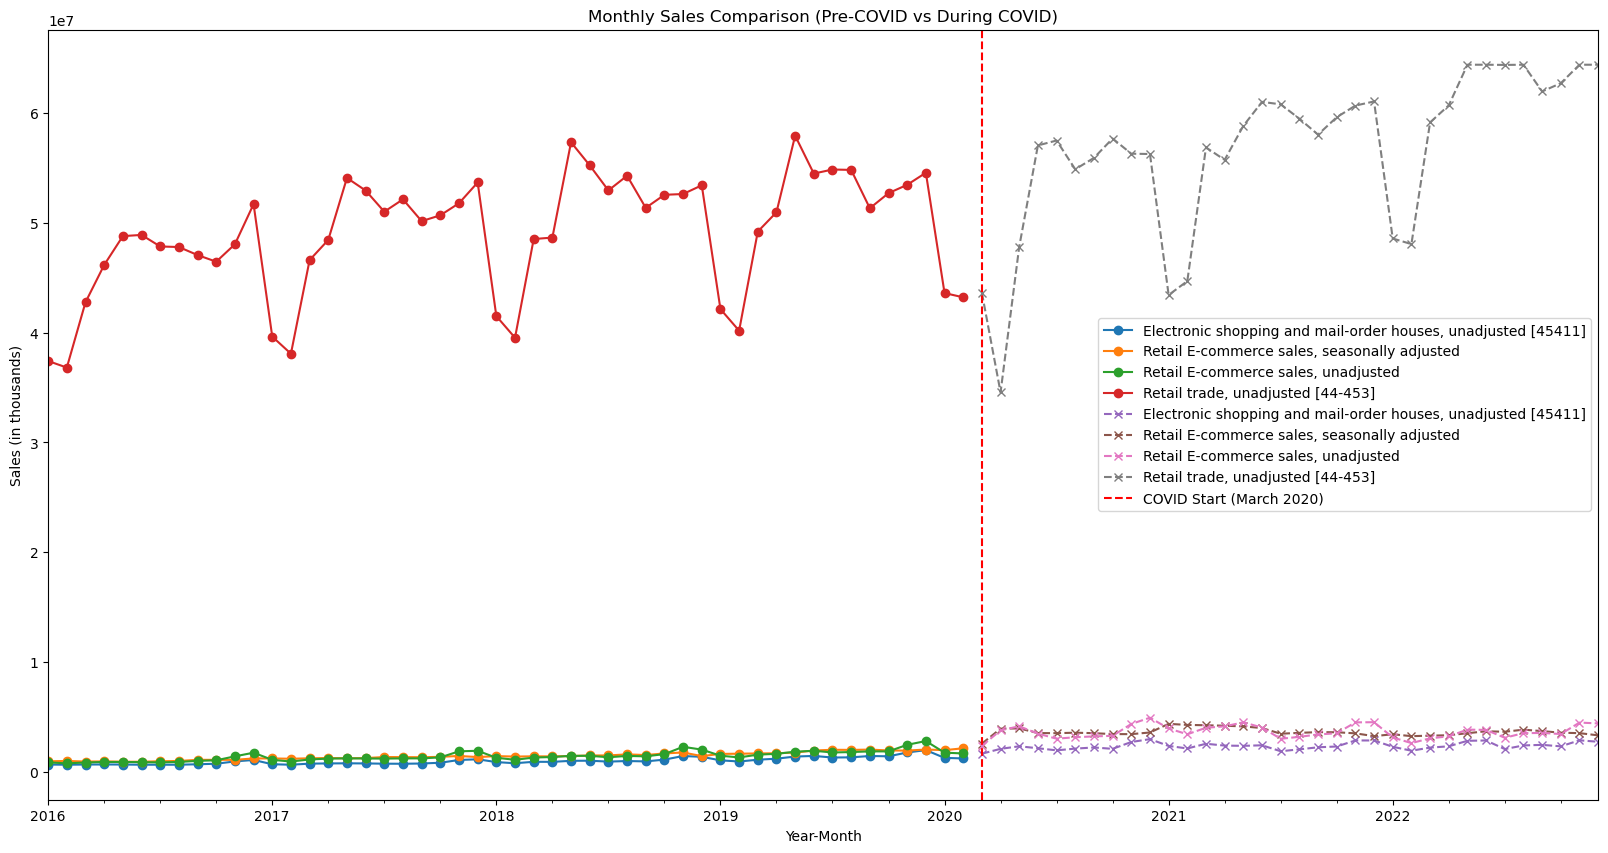 Monthly Sales Comparison (Pre-COVID vs During COVID)
1e7
6
5
4
3
2
1
0
Sales (in thousands)
Electronic shopping and mail-order houses, unadjusted [45411]
Retail E-commerce sales, seasonally adjusted
Retail E-commerce sales, unadjusted
Retail trade, unadjusted [44-453]
Electronic shopping and mail-order houses, unadjusted [45411]
Retail E-commerce sales, seasonally adjusted
Retail E-commerce sales, unadjusted
Retail trade, unadjusted [44-453]
COVID Start (March 2020)
2016 2017 2018 2019 2020 2021 2022
Year-Month